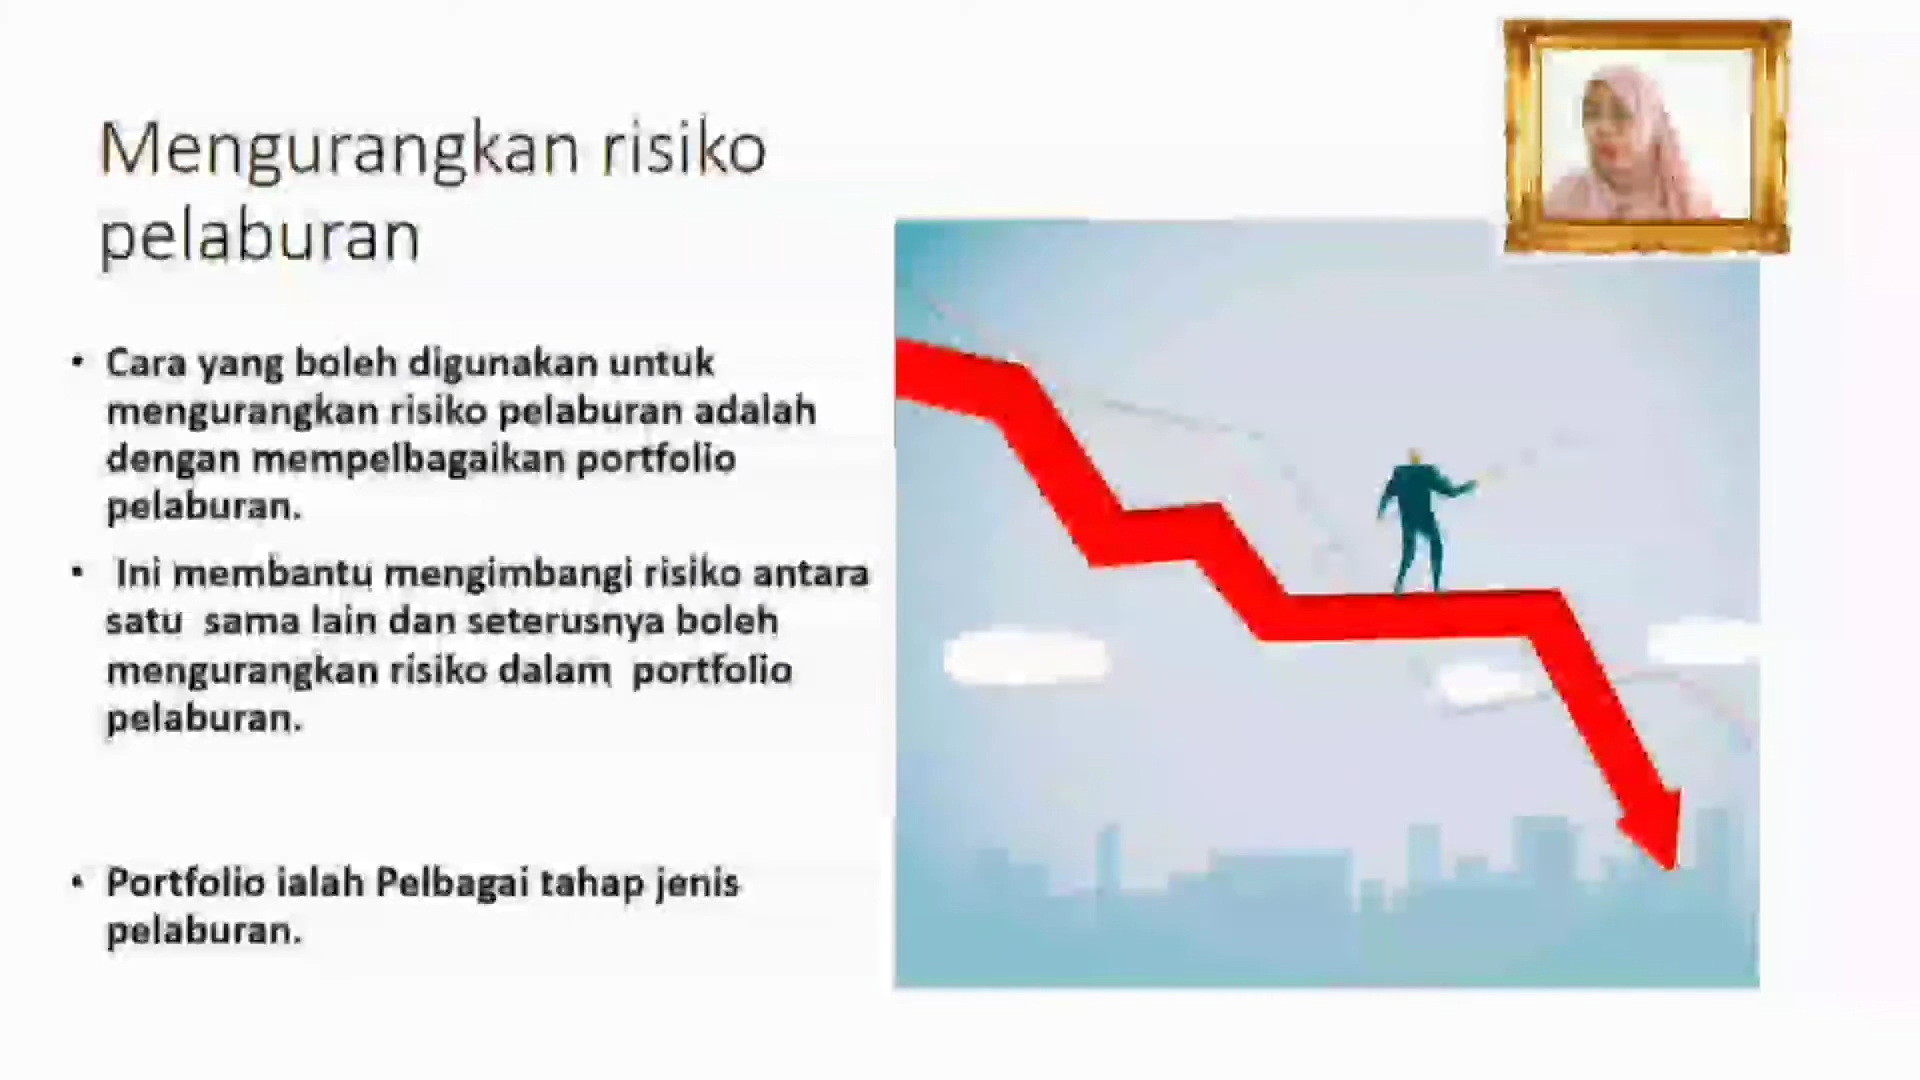 Mengurangkan risiko
pelaburan
• Cara yang boleh digunakan untuk
mengurangkan risiko pelaburan adalah
dengan mempelbagaikan portfolio
pelaburan.
• Ini membantu mengimbangi risiko antara
satu sama lain dan seterusnya boleh
mengurangkan risiko dalam portfolio
pelaburan.
• Portfolio ialah Pelbagai tahap jenis
pelaburan.